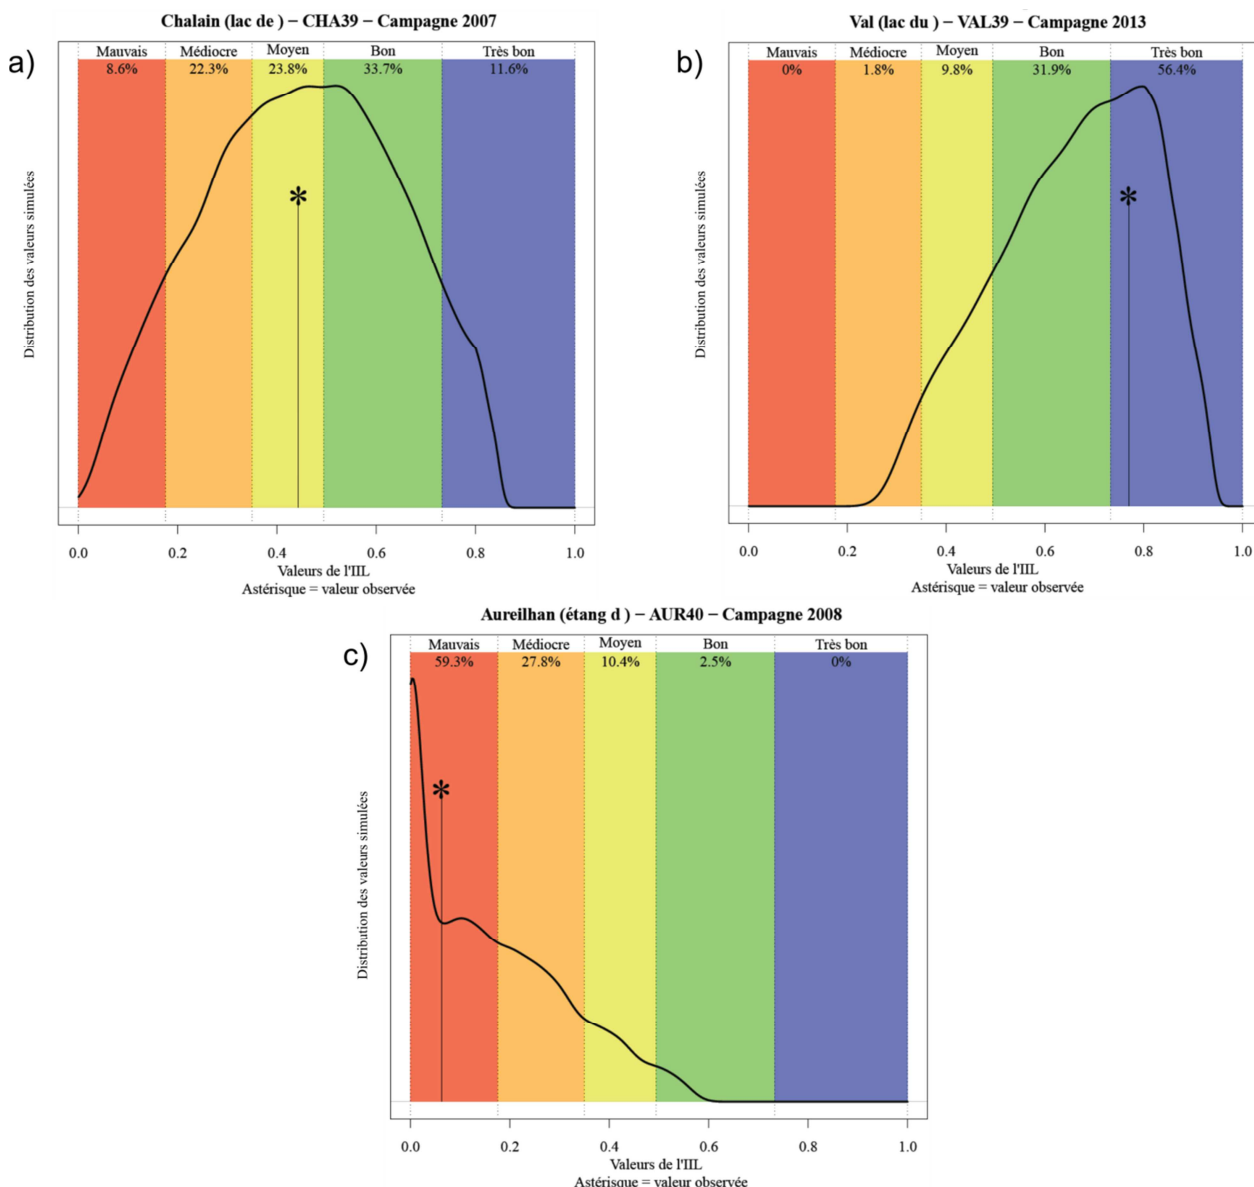 Chalain (lac de ) – CHA39 – Campagne 2007
a)
Mauvais Médiocre Moyen Bon Très bon
8.6% 22.3% 23.8% 33.7% 11.6%
Distribution des valeurs simulées
*
0.0 0.2 0.4 0.6 0.8 1.0
Valeurs de l'IIL
Astérisque = valeur observée
Val (lac du ) – VAL39 – Campagne 2013
b)
Mauvais Médiocre Moyen Bon Très bon
0% 1.8% 9.8% 31.9% 56.4%
Distribution des valeurs simulées
*
0.0 0.2 0.4 0.6 0.8 1.0
Valeurs de l'IIL
Astérisque = valeur observée
Aureilhan (étang d ) – AUR40 – Campagne 2008
c)
Mauvais Médiocre Moyen Bon Très bon
59.3% 27.8% 10.4% 2.5% 0%
Distribution des valeurs simulées
*
0.0 0.2 0.4 0.6 0.8 1.0
Valeurs de l'IIL
Astérisque = valeur observée